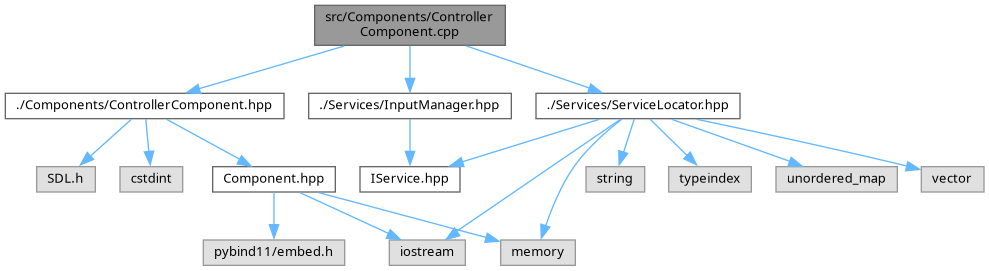 src/Components/Controller
Component.cpp
./Components/ControllerComponent.hpp
./Services/InputManager.hpp
./Services/ServiceLocator.hpp
SDL.h
cstdint
Component.hpp
IService.hpp
string
typeindex
unordered_map
vector
pybind11/embed.h
iostream
memory